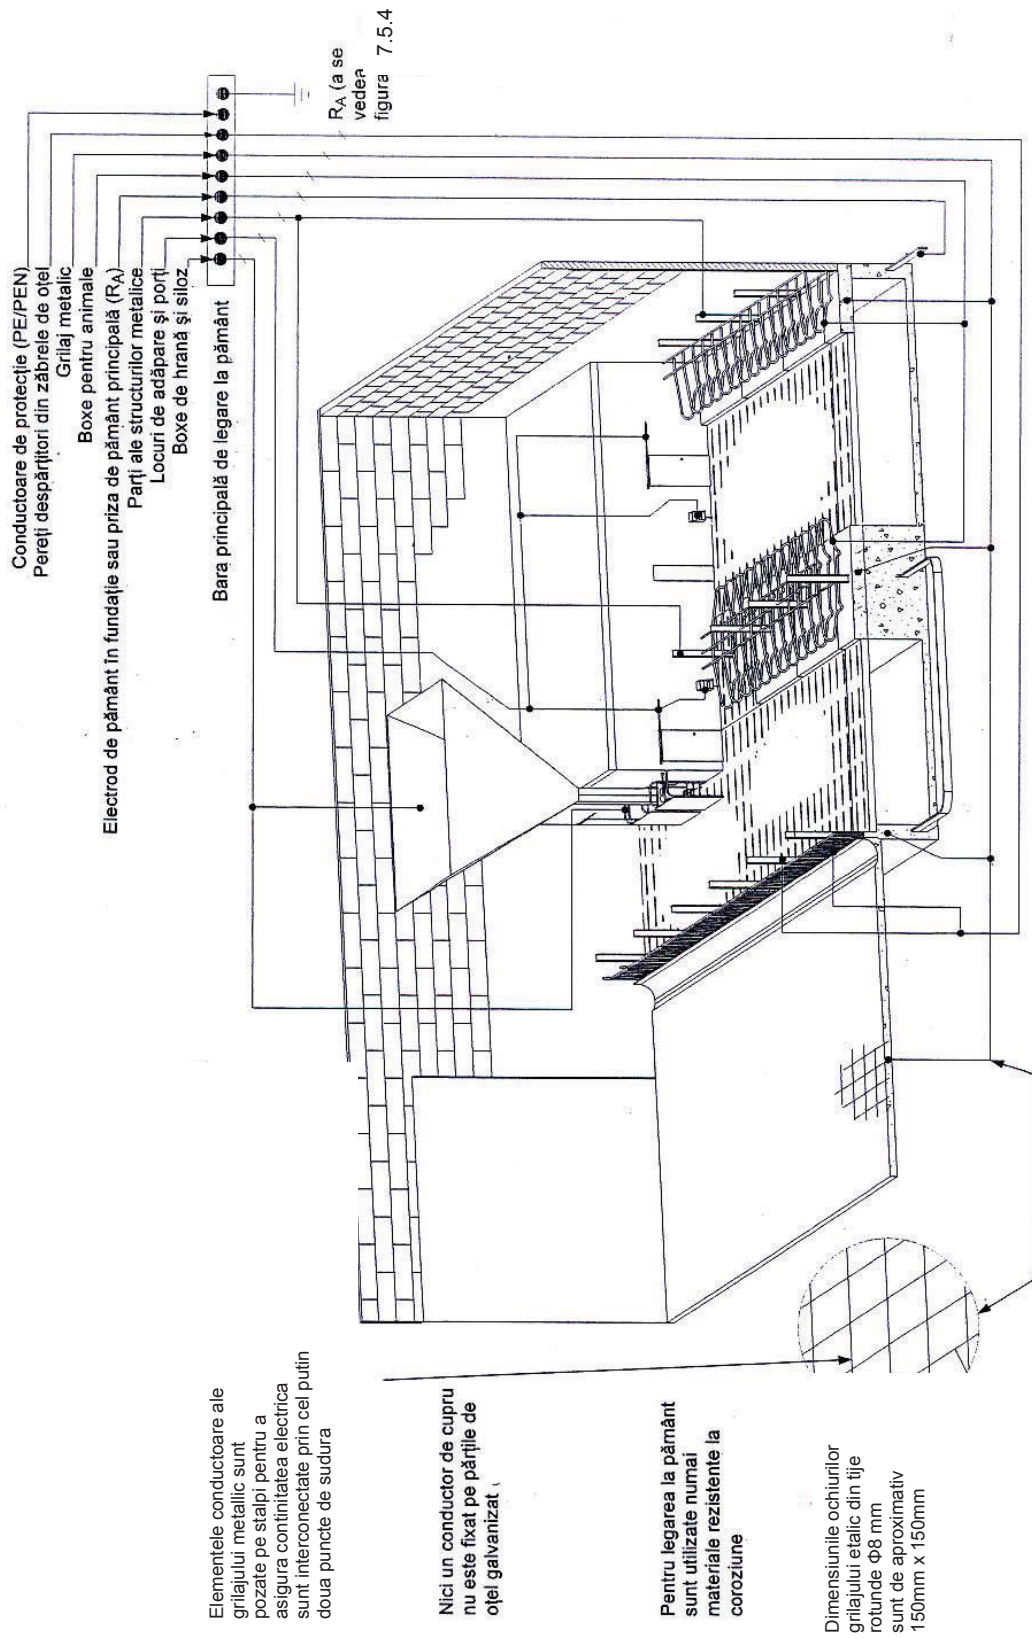 Conductoare de protecție (PE/PEN)
Pereți despărțitori din zăbrele de oțel
Grilaj metalic
Boxe pentru animale
Electrod de pământ în fundație sau priza de pământ principală (RA)
Parți ale structurilor metalice
Locuri de adăpare și porți
Boxe de hrană și siloz
Bara principală de legare la pământ
RA (a se
vedea
figura 7.5.4
Elementele conductoare ale
grilajului metallic sunt
pozate pe stalpi pentru a
asigura continitatea electrica
sunt interconectate prin cel putin
doua puncte de sudura
Nici un conductor de cupru
nu este fixat pe părțile de
oțel galvanizat
Pentru legarea la pământ
sunt utilizate numai
materiale rezistente la
coroziune
Dimensiunile ochiurilor
grilajului etalic din tije
rotunde Φ8 mm
sunt de aproximativ
150mm x 150mm